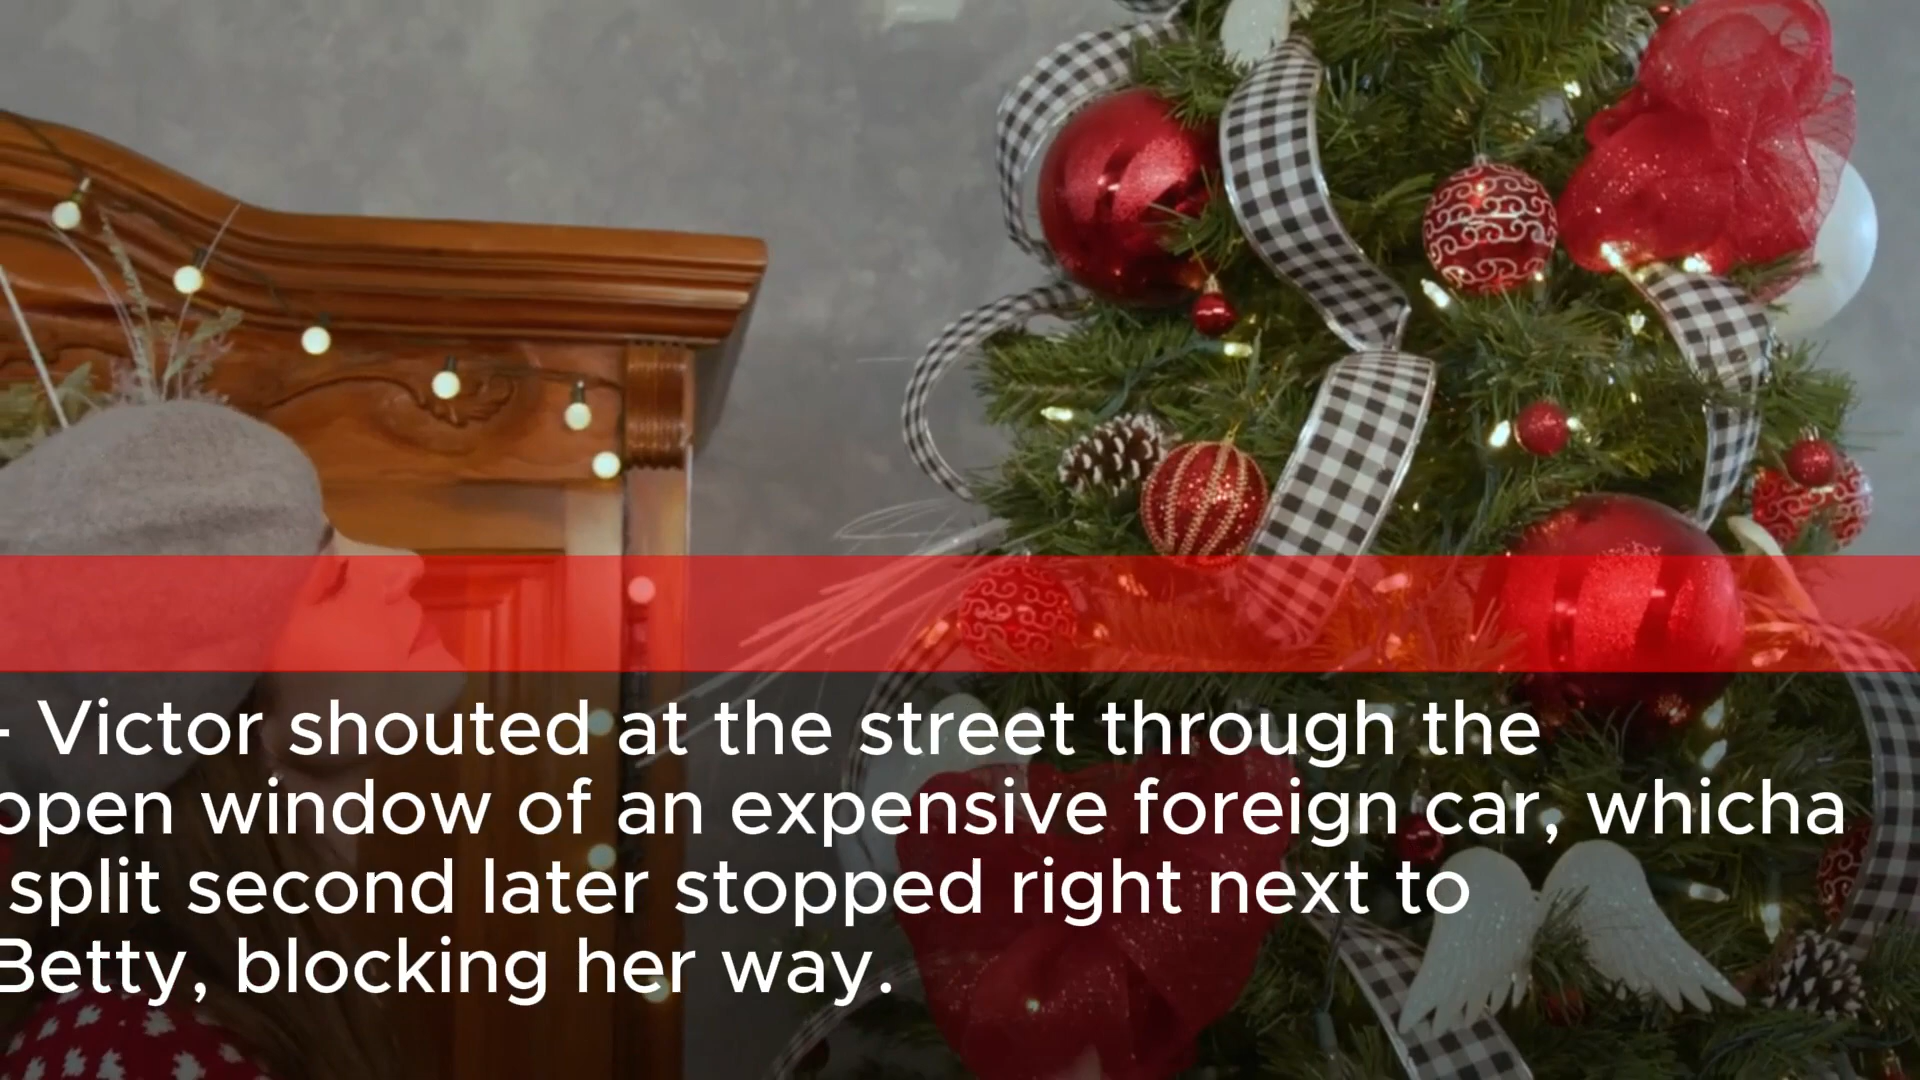 - Victor shouted at the street through the
open window of an expensive foreign car, whicha
split second later stopped right next to
Betty, blocking her way.